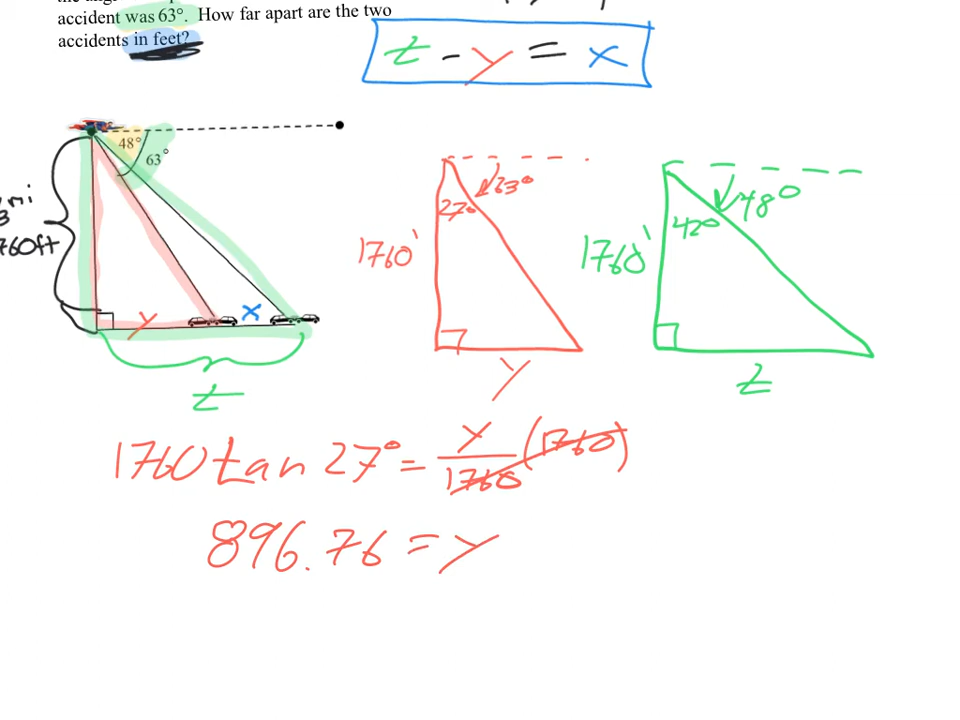 accident was 63°. How far apart are the two
accidents in feet?
t - y = x
48°
63°
mi
760ft
y
x
t
63°
27°
1760'
y
48°
42°
1760'
t
1760 tan 27° = y/1760 (1760)
896.76 = y